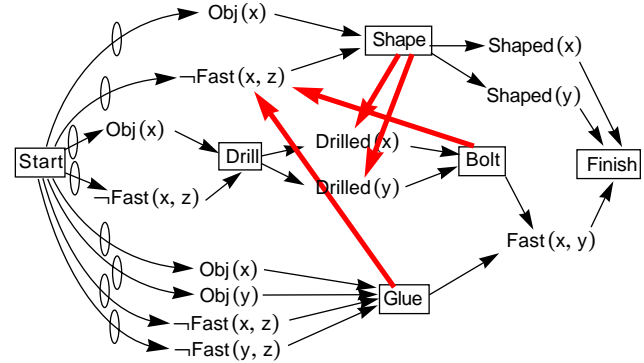 Obj(x)
Shape
Shaped(x)
¬Fast(x, z)
Shaped(y)
Obj(x)
Drilled(x)
Start
Drill
Bolt
Finish
¬Fast(x, z)
Drilled(y)
Fast(x, y)
Obj(x)
Obj(y)
Glue
¬Fast(x, z)
¬Fast(y, z)